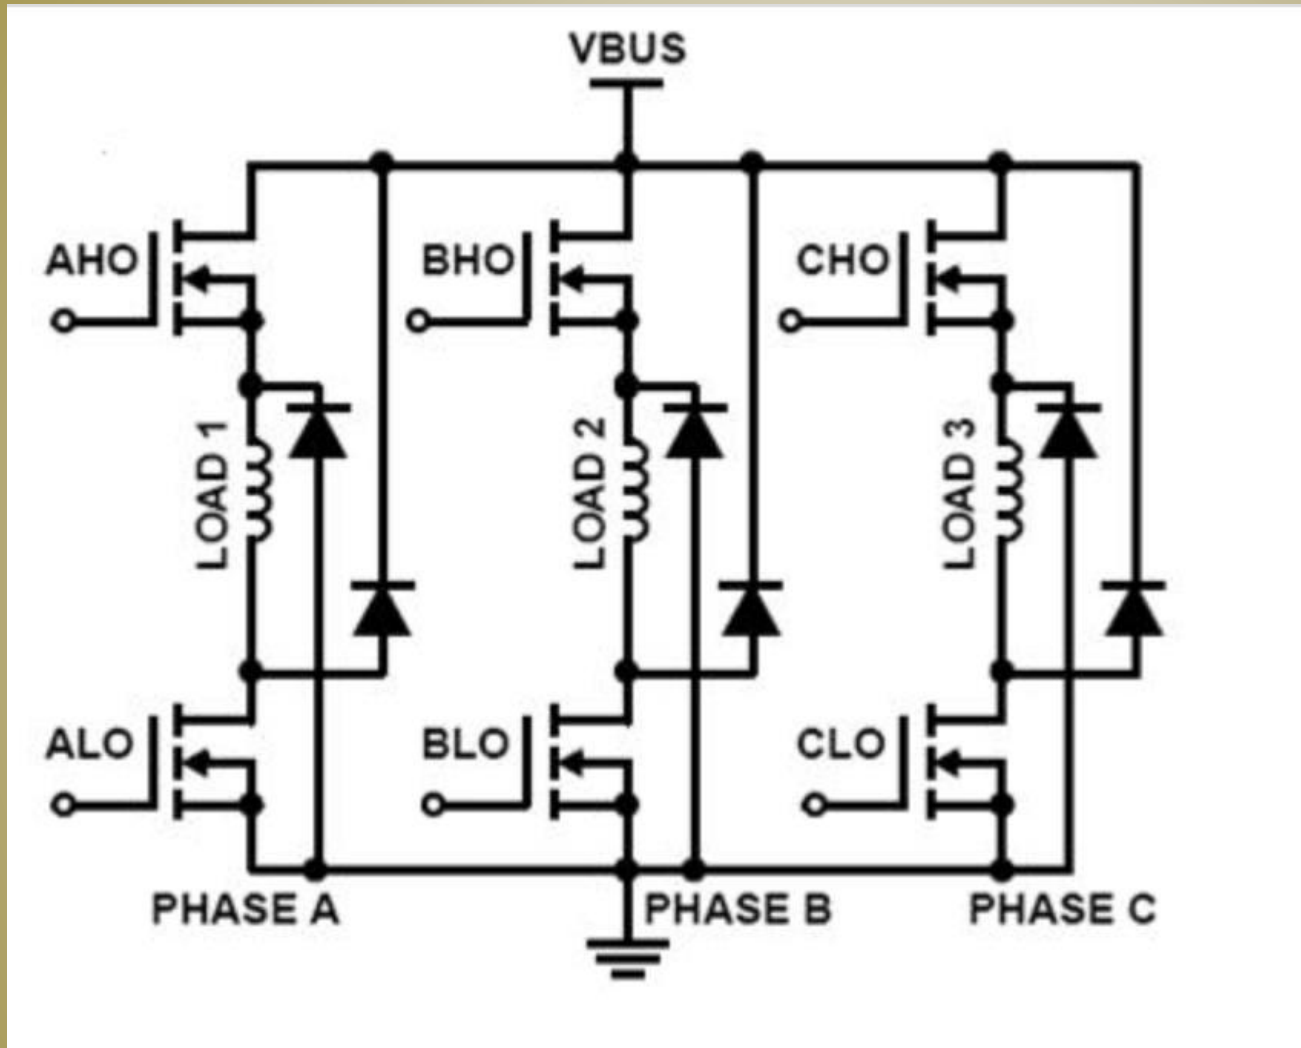 VBUS
AHO
BHO
CHO
LOAD 1
LOAD 2
LOAD 3
ALO
BLO
CLO
PHASE A
PHASE B
PHASE C